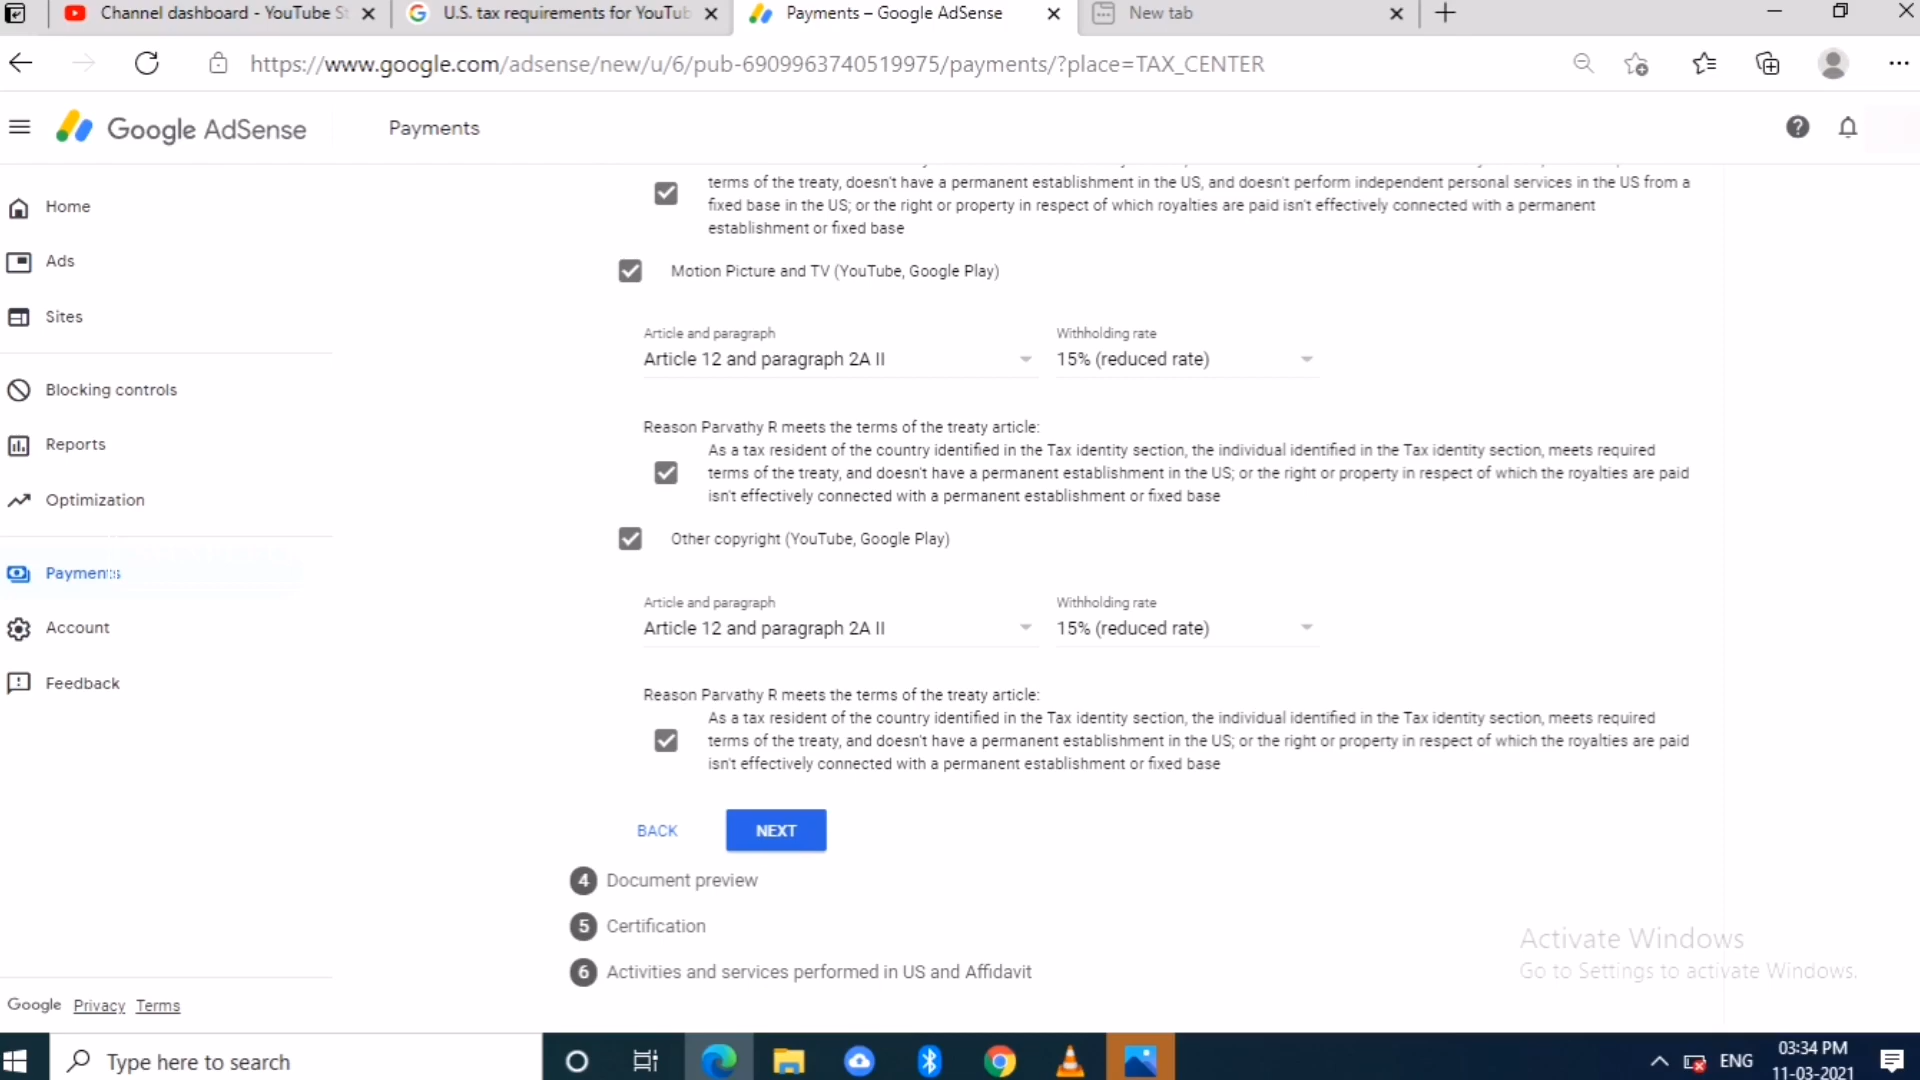 Channel dashboard - YouTube St
U.S. tax requirements for YouTub
Payments – Google AdSense
New tab
https://www.google.com/adsense/new/u/6/pub-6909963740519975/payments/?place=TAX_CENTER
Google AdSense
Payments
Home
Ads
Sites
Blocking controls
Reports
Optimization
Payments
Account
Feedback
terms of the treaty, doesn't have a permanent establishment in the US, and doesn't perform independent personal services in the US from a
fixed base in the US; or the right or property in respect of which royalties are paid isn't effectively connected with a permanent
establishment or fixed base
Motion Picture and TV (YouTube, Google Play)
Article and paragraph
Withholding rate
Article 12 and paragraph 2A II
15% (reduced rate)
Reason Parvathy R meets the terms of the treaty article:
As a tax resident of the country identified in the Tax identity section, the individual identified in the Tax identity section, meets required
terms of the treaty, and doesn't have a permanent establishment in the US; or the right or property in respect of which the royalties are paid
isn't effectively connected with a permanent establishment or fixed base
Other copyright (YouTube, Google Play)
Article and paragraph
Withholding rate
Article 12 and paragraph 2A II
15% (reduced rate)
Reason Parvathy R meets the terms of the treaty article:
As a tax resident of the country identified in the Tax identity section, the individual identified in the Tax identity section, meets required
terms of the treaty, and doesn't have a permanent establishment in the US; or the right or property in respect of which the royalties are paid
isn't effectively connected with a permanent establishment or fixed base
BACK
NEXT
4 Document preview
5 Certification
6 Activities and services performed in US and Affidavit
Activate Windows
Go to Settings to activate Windows.
Google Privacy Terms
Type here to search
ENG
03:34 PM
11-03-2021